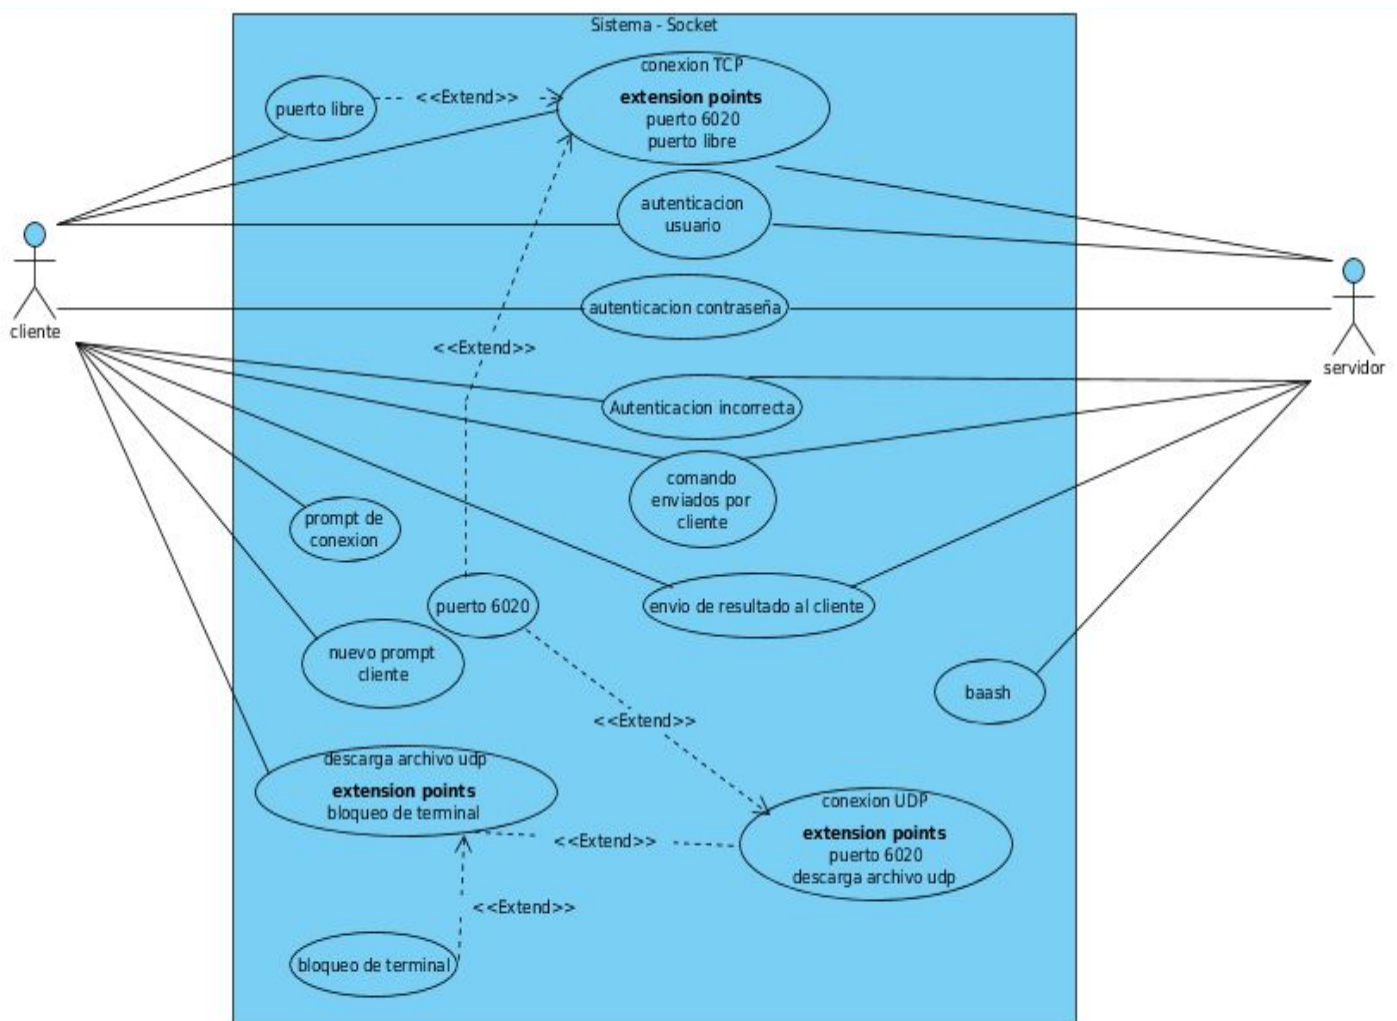 Sistema - Socket
conexion TCP
extension points
puerto 6020
puerto libre
puerto libre
<<Extend>>
autenticacion
usuario
autenticacion contraseña
cliente
servidor
<<Extend>>
Autenticacion incorrecta
comando
enviados por
cliente
prompt de
conexion
puerto 6020
envio de resultado al cliente
nuevo prompt
cliente
baash
<<Extend>>
descarga archivo udp
extension points
bloqueo de terminal
conexion UDP
extension points
puerto 6020
descarga archivo udp
<<Extend>>
<<Extend>>
bloqueo de terminal